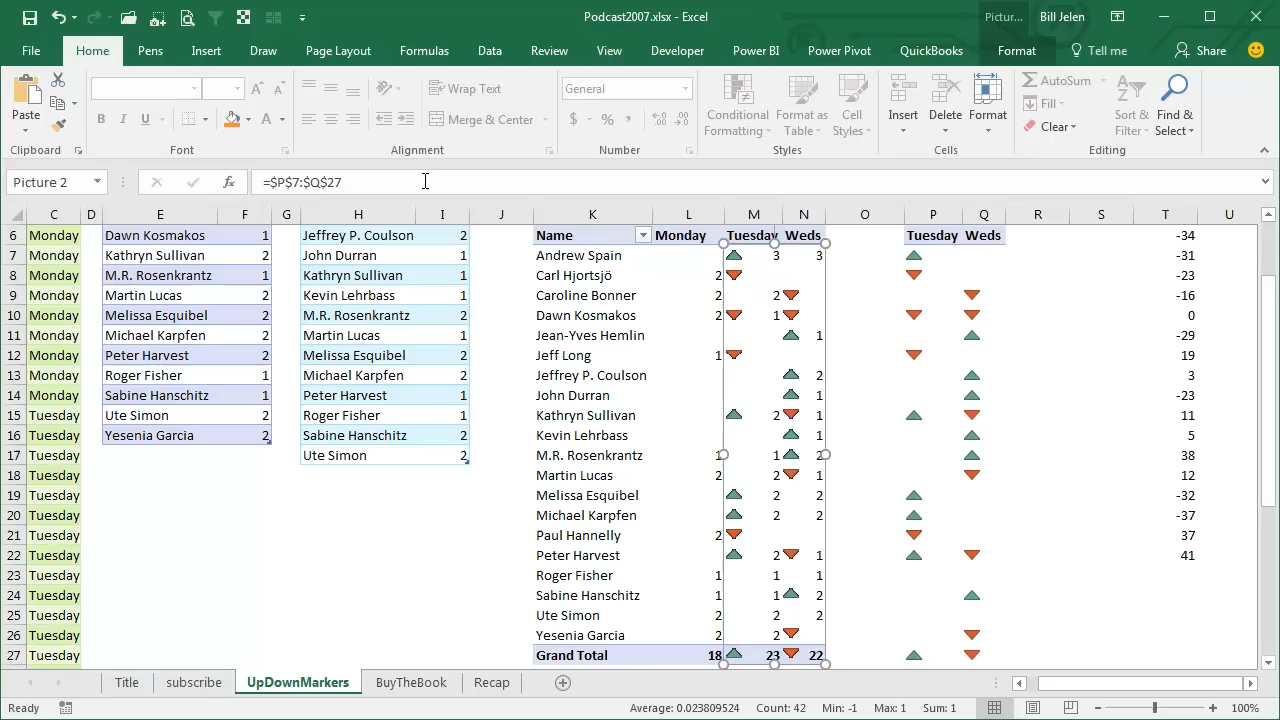 Podcast2007.xlsx - Excel
Pictur...
Bill Jelen
File Home Pens Insert Draw Page Layout Formulas Data Review View Developer Power BI Power Pivot QuickBooks Format Tell me Share
Paste
Wrap Text
General
Merge & Center
Conditional Formatting
Format as Table
Cell Styles
Insert Delete Format
AutoSum
Fill
Clear
Sort & Filter
Find & Select
Clipboard Font Alignment Number Styles Cells Editing
Picture 2 =$P$7:$Q$27
C D E F G H I J K L M N O P Q R S T U
6 Monday Dawn Kosmakos 1 Jeffrey P. Coulson 2 Name Monday Tuesday Weds Tuesday Weds -34
7 Monday Kathryn Sullivan 2 John Durran 1 Andrew Spain 3 3 -31
8 Monday M.R. Rosenkrantz 1 Kathryn Sullivan 1 Carl Hjortsjö 2 -23
9 Monday Martin Lucas 2 Kevin Lehrbass 1 Caroline Bonner 2 2 -16
10 Monday Melissa Esquibel 2 M.R. Rosenkrantz 2 Dawn Kosmakos 2 1 0
11 Monday Michael Karpfen 2 Martin Lucas 1 Jean-Yves Hemlin 1 -29
12 Monday Peter Harvest 2 Melissa Esquibel 2 Jeff Long 1 19
13 Monday Roger Fisher 1 Michael Karpfen 2 Jeffrey P. Coulson 2 3
14 Monday Sabine Hanschitz 1 Peter Harvest 1 John Durran 1 -23
15 Tuesday Ute Simon 2 Roger Fisher 1 Kathryn Sullivan 2 1 11
16 Tuesday Yesenia Garcia 2 Sabine Hanschitz 2 Kevin Lehrbass 1 5
17 Tuesday Ute Simon 2 M.R. Rosenkrantz 1 1 2 38
18 Tuesday Martin Lucas 2 2 1 12
19 Tuesday Melissa Esquibel 2 2 -32
20 Tuesday Michael Karpfen 2 2 -37
21 Tuesday Paul Hannelly 2 37
22 Tuesday Peter Harvest 2 1 41
23 Tuesday Roger Fisher 1 1 1
24 Tuesday Sabine Hanschitz 1 1 2
25 Tuesday Ute Simon 2 2 2
26 Tuesday Yesenia Garcia 2 2
27 Tuesday Grand Total 18 23 22
Title subscribe UpDownMarkers BuyTheBook Recap
Ready Average: 0.023809524 Count: 42 Min: -1 Max: 1 Sum: 1 100%